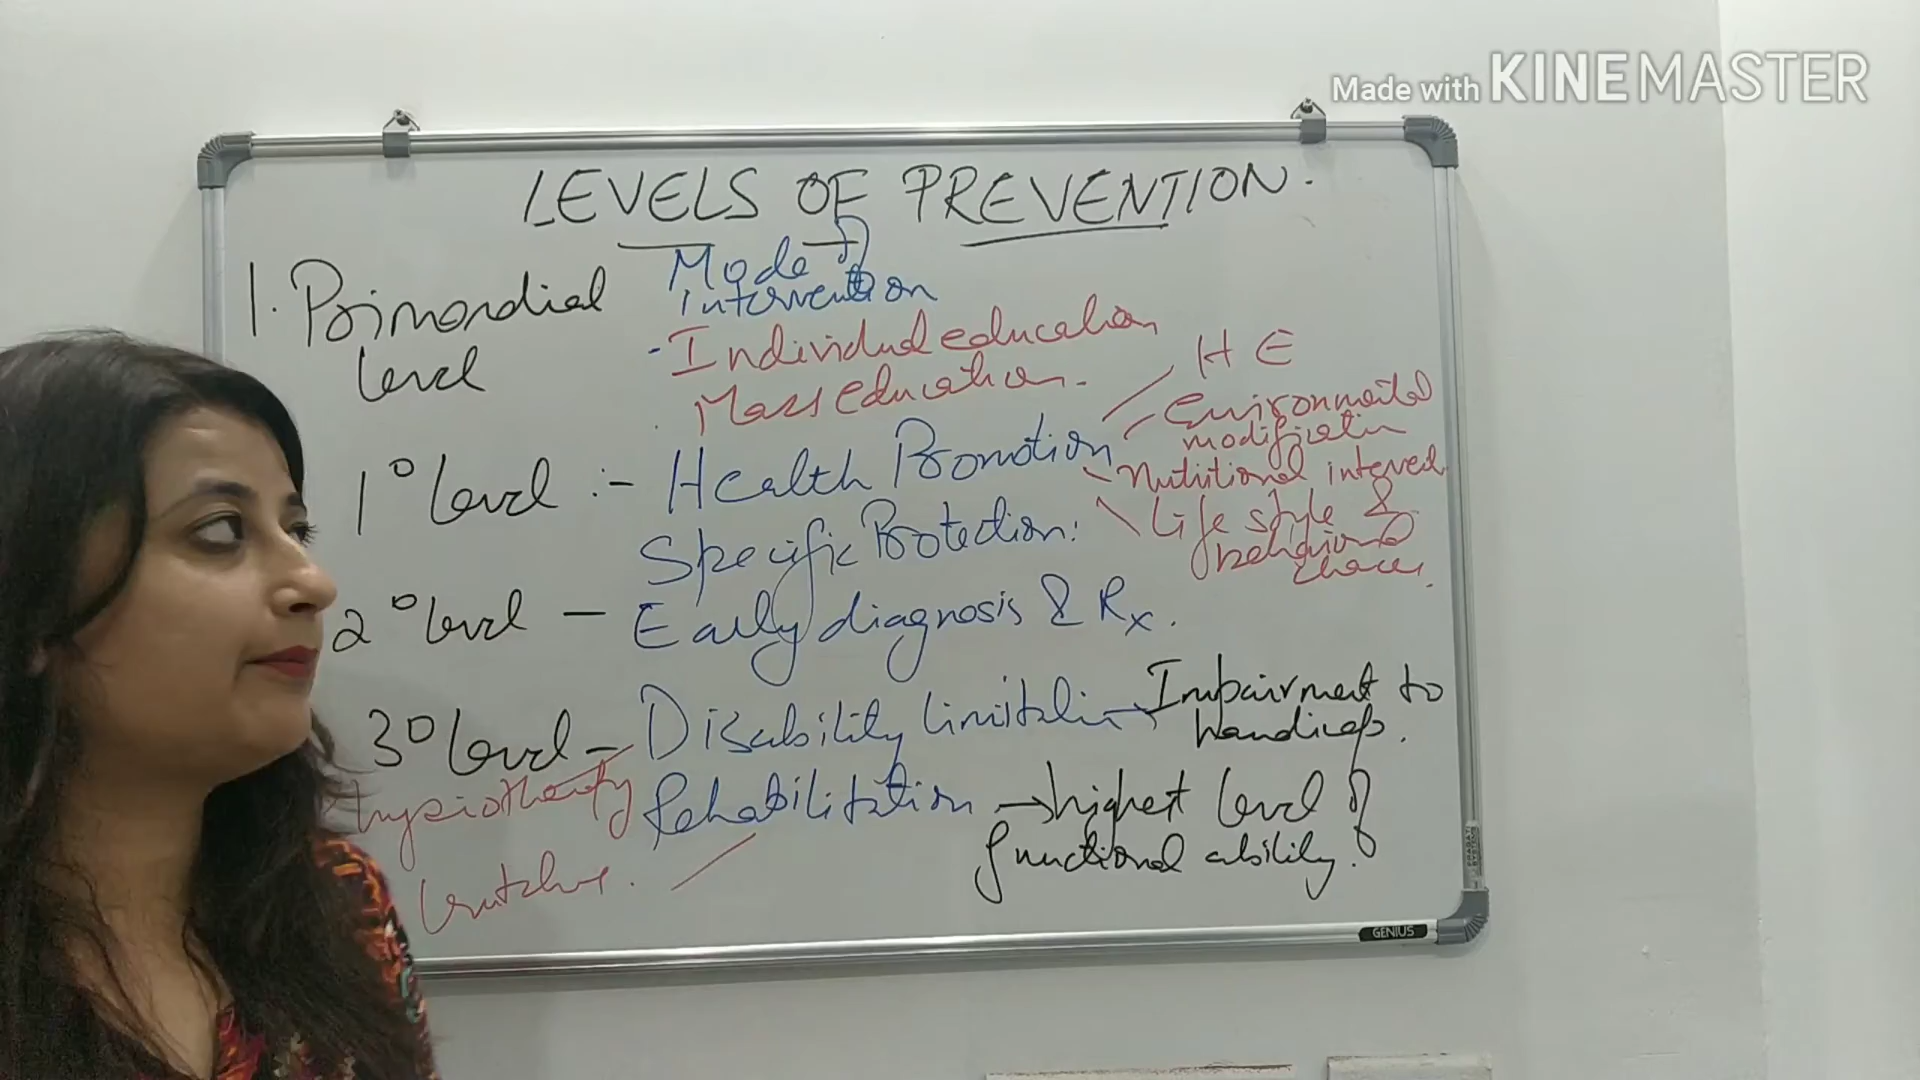 Made with KINEMASTER
LEVELS OF PREVENTION.
1. Primordial
level
Mode of
intervention
- Individual education
. Mass education.
1° level :- Health Promotion
Specific Protection:
H E
Environmental
modification
Nutritional
Life style &
behavioural
2° level - Early diagnosis & Rx.
3° level - Disability limitation → Impairment to
handicap.
physiotherapy
Rehabilitation → highest level of
functional ability.
crutches.
PRAGATI SYSTEMS
GENIUS